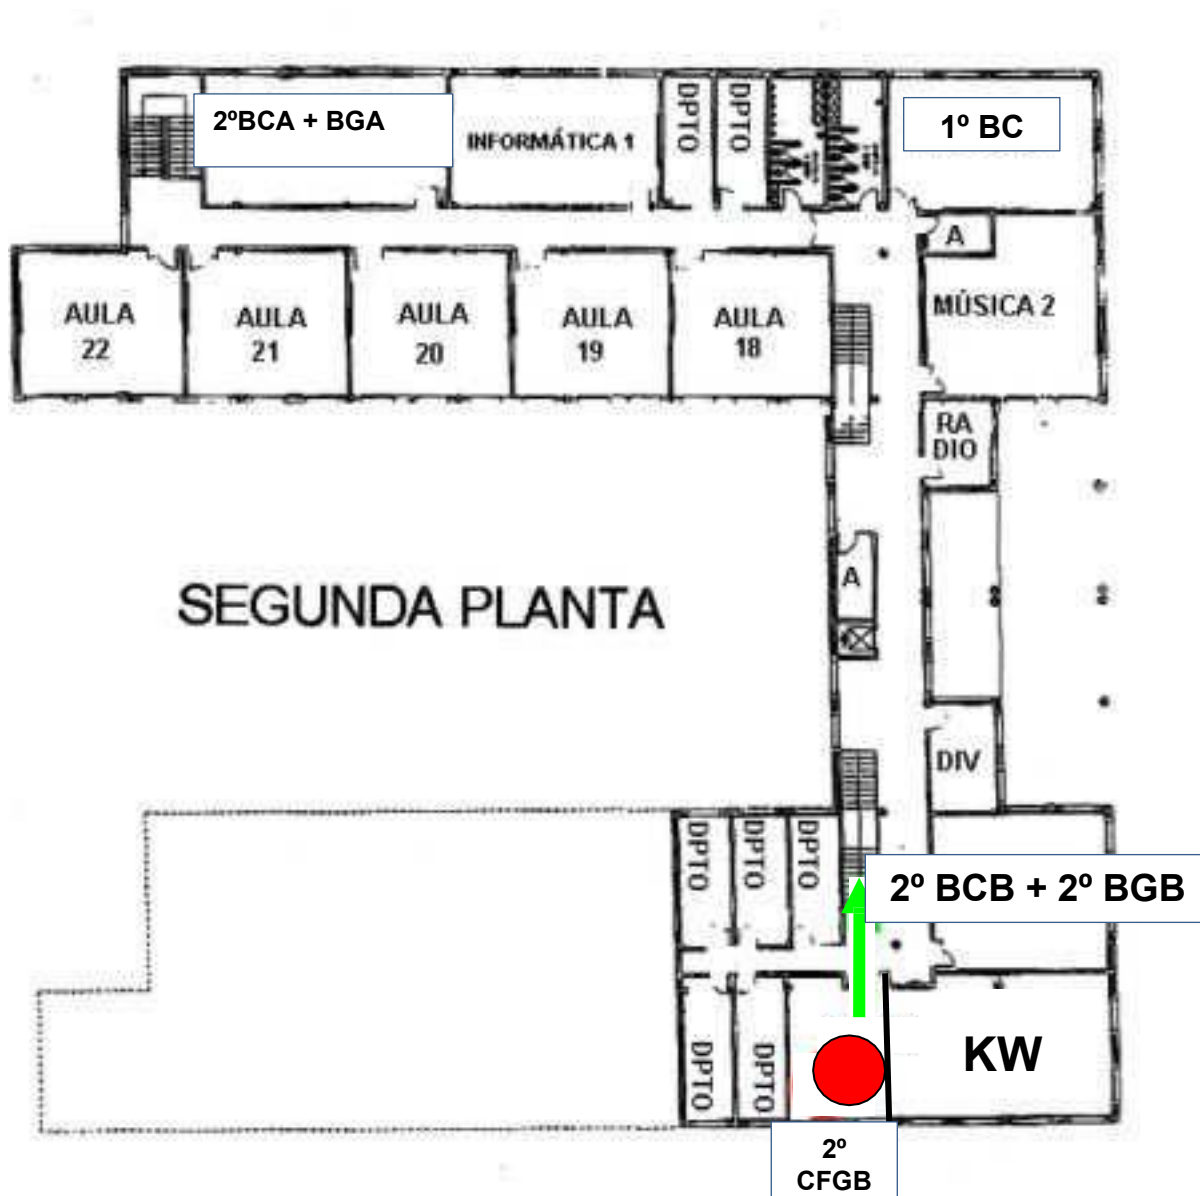 2ºBCA + BGA
INFORMÁTICA 1
DPTO
DPTO
1º BC
A
AULA
22
AULA
21
AULA
20
AULA
19
AULA
18
MÚSICA 2
RA
DIO
A
SEGUNDA PLANTA
DIV
DPTO
DPTO
DPTO
2º BCB + 2º BGB
DPTO
DPTO
KW
2º
CFGB